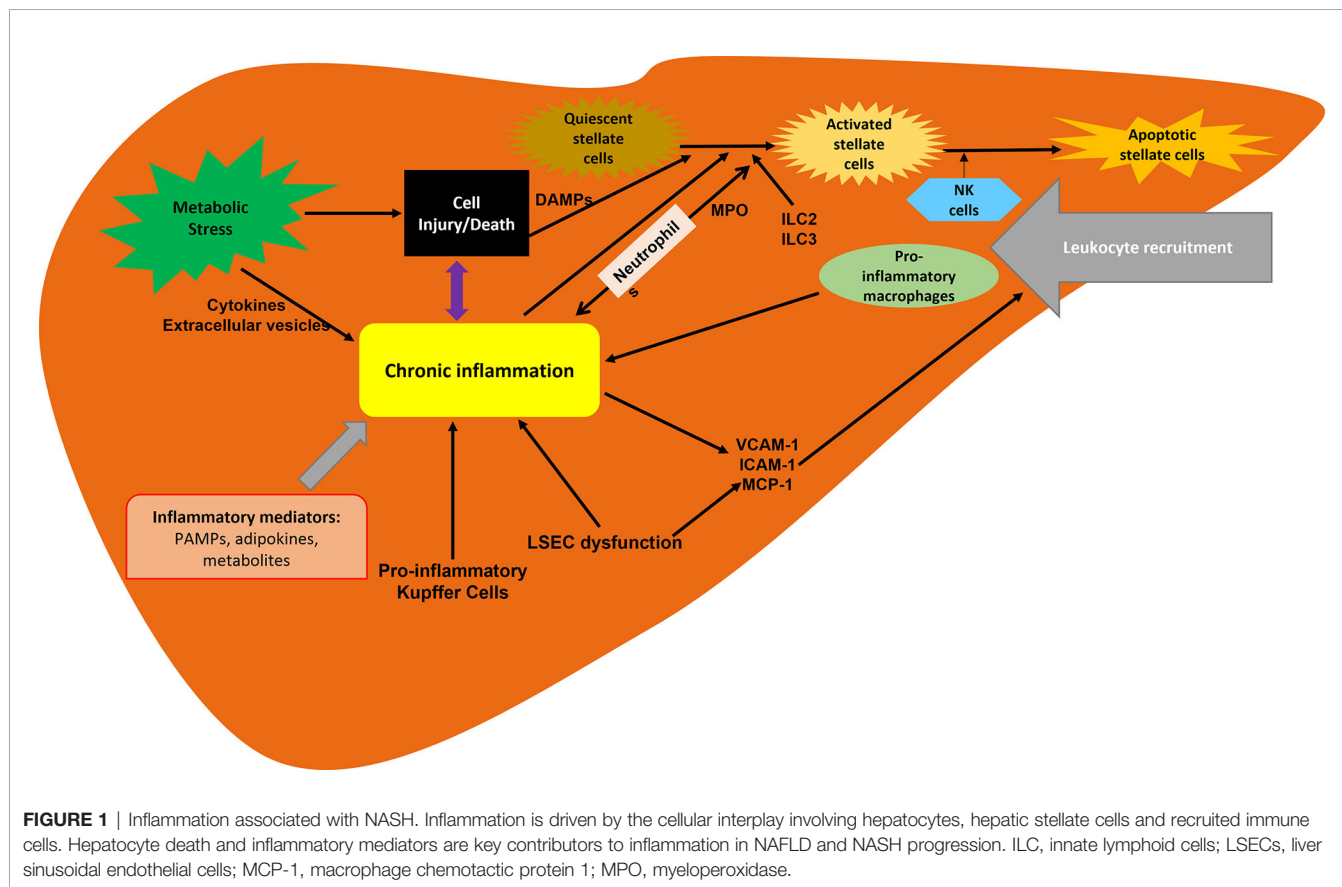 Quiescent
stellate
cells
Activated
stellate
cells
Apoptotic
stellate cells
Metabolic
Stress
Cell
Injury/Death
DAMPs
MPO
ILC2
ILC3
NK
cells
Neutrophil
s
Leukocyte recruitment
Pro-
inflammatory
macrophages
Cytokines
Extracellular vesicles
Chronic inflammation
VCAM-1
ICAM-1
MCP-1
Inflammatory mediators:
PAMPs, adipokines,
metabolites
LSEC dysfunction
Pro-inflammatory
Kupffer Cells
FIGURE 1 | Inflammation associated with NASH. Inflammation is driven by the cellular interplay involving hepatocytes, hepatic stellate cells and recruited immune
cells. Hepatocyte death and inflammatory mediators are key contributors to inflammation in NAFLD and NASH progression. ILC, innate lymphoid cells; LSECs, liver
sinusoidal endothelial cells; MCP-1, macrophage chemotactic protein 1; MPO, myeloperoxidase.